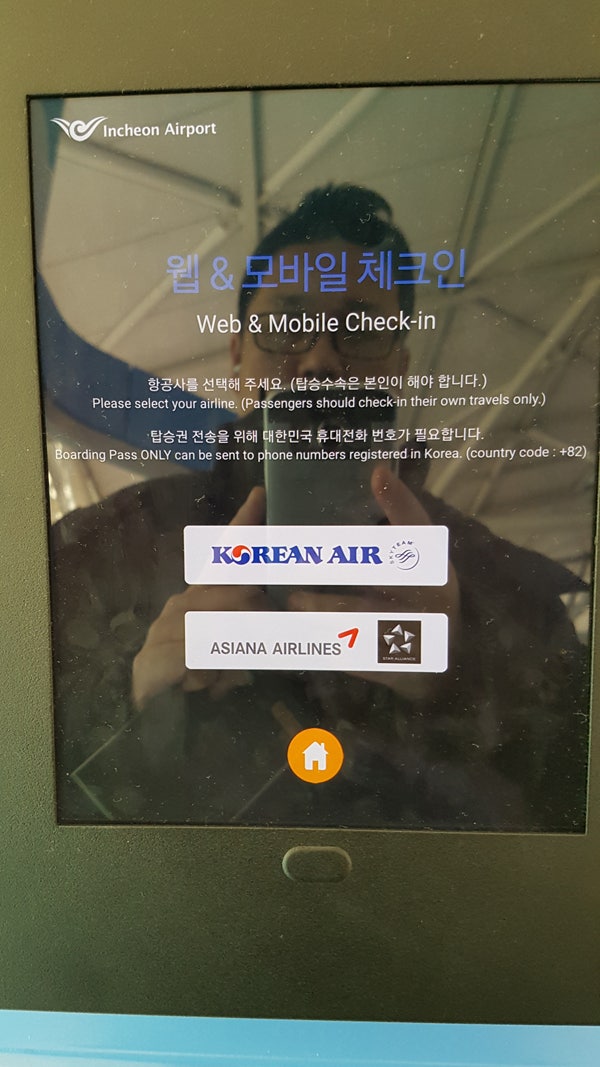 Incheon Airport
웹 & 모바일 체크인
Web & Mobile Check-in
항공사를 선택해 주세요. (탑승수속은 본인이 해야 합니다.)
Please select your airline. (Passengers should check-in their own travels only.)
탑승권 전송을 위해 대한민국 휴대전화 번호가 필요합니다.
Boarding Pass ONLY can be sent to phone numbers registered in Korea. (country code : +82)
KOREAN AIR SKYTEAM
ASIANA AIRLINES STAR ALLIANCE